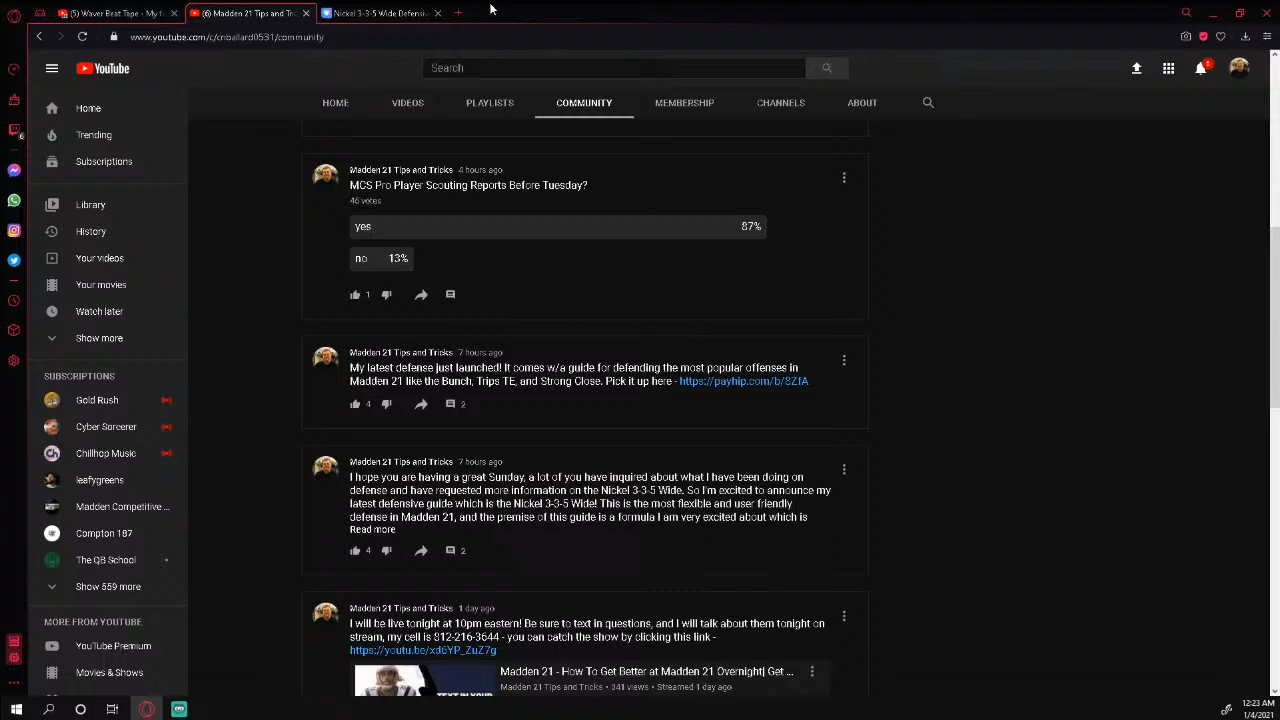 (5) Waver Beat Tape - My f
(6) Madden 21 Tips and Tric
Nickel 3-3-5 Wide Defensiv
www.youtube.com/c/cnballard0531/community
YouTube
Search
6
HOME
VIDEOS
PLAYLISTS
COMMUNITY
MEMBERSHIP
CHANNELS
ABOUT
Home
Trending
Subscriptions
Library
History
Your videos
Your movies
Watch later
Show more
SUBSCRIPTIONS
Gold Rush
Cyber Sorcerer
Chillhop Music
leafygreens
Madden Competitive ...
Compton 187
The QB School
Show 559 more
MORE FROM YOUTUBE
YouTube Premium
Movies & Shows
Madden 21 Tips and Tricks 4 hours ago
MCS Pro Player Scouting Reports Before Tuesday?
46 votes
yes 87%
no 13%
1
Madden 21 Tips and Tricks 7 hours ago
My latest defense just launched! It comes w/a guide for defending the most popular offenses in
Madden 21 like the Bunch, Trips TE, and Strong Close. Pick it up here - https://payhip.com/b/8ZfA
4 2
Madden 21 Tips and Tricks 7 hours ago
I hope you are having a great Sunday, a lot of you have inquired about what I have been doing on
defense and have requested more information on the Nickel 3-3-5 Wide. So I'm excited to announce my
latest defensive guide which is the Nickel 3-3-5 Wide! This is the most flexible and user friendly
defense in Madden 21, and the premise of this guide is a formula I am very excited about which is
Read more
4 2
Madden 21 Tips and Tricks 1 day ago
I will be live tonight at 10pm eastern! Be sure to text in questions, and I will talk about them tonight on
stream, my cell is 812-216-3644 - you can catch the show by clicking this link -
https://youtu.be/xd6YP_ZuZ7g
Madden 21 - How To Get Better at Madden 21 Overnight| Get ...
Madden 21 Tips and Tricks • 341 views • Streamed 1 day ago
TEXT IN YOUR
12:23 AM
1/4/2021